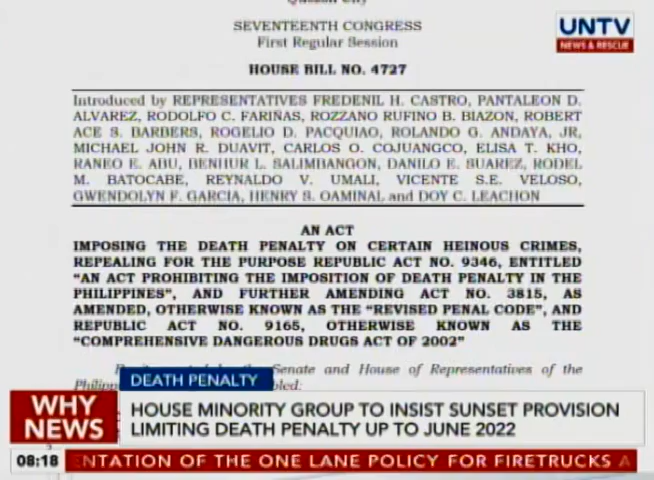 Quezon City
SEVENTEENTH CONGRESS
First Regular Session
HOUSE BILL NO. 4727
UNTV
NEWS & RESCUE
Introduced by REPRESENTATIVES FREDENIL H. CASTRO, PANTALEON D.
ALVAREZ, RODOLFO C. FARIÑAS, ROZZANO RUFINO B. BIAZON, ROBERT
ACE S. BARBERS, ROGELIO D. PACQUIAO, ROLANDO G. ANDAYA, JR,
MICHAEL JOHN R. DUAVIT, CARLOS O. COJUANGCO, ELISA T. KHO,
RANEO E. ABU, BENHUR L. SALIMBANGON, DANILO E. SUAREZ, RODEL
M. BATOCABE, REYNALDO V. UMALI, VICENTE S.E. VELOSO,
GWENDOLYN F. GARCIA, HENRY S. OAMINAL and DOY C. LEACHON
AN ACT
IMPOSING THE DEATH PENALTY ON CERTAIN HEINOUS CRIMES,
REPEALING FOR THE PURPOSE REPUBLIC ACT NO. 9346, ENTITLED
“AN ACT PROHIBITING THE IMPOSITION OF DEATH PENALTY IN THE
PHILIPPINES”, AND FURTHER AMENDING ACT NO. 3815, AS
AMENDED, OTHERWISE KNOWN AS THE “REVISED PENAL CODE”, AND
REPUBLIC ACT NO. 9165, OTHERWISE KNOWN AS THE
“COMPREHENSIVE DANGEROUS DRUGS ACT OF 2002”
Senate and House of Representatives of the
DEATH PENALTY
WHY NEWS
HOUSE MINORITY GROUP TO INSIST SUNSET PROVISION
LIMITING DEATH PENALTY UP TO JUNE 2022
08:18
NTATION OF THE ONE LANE POLICY FOR FIRETRUCKS A